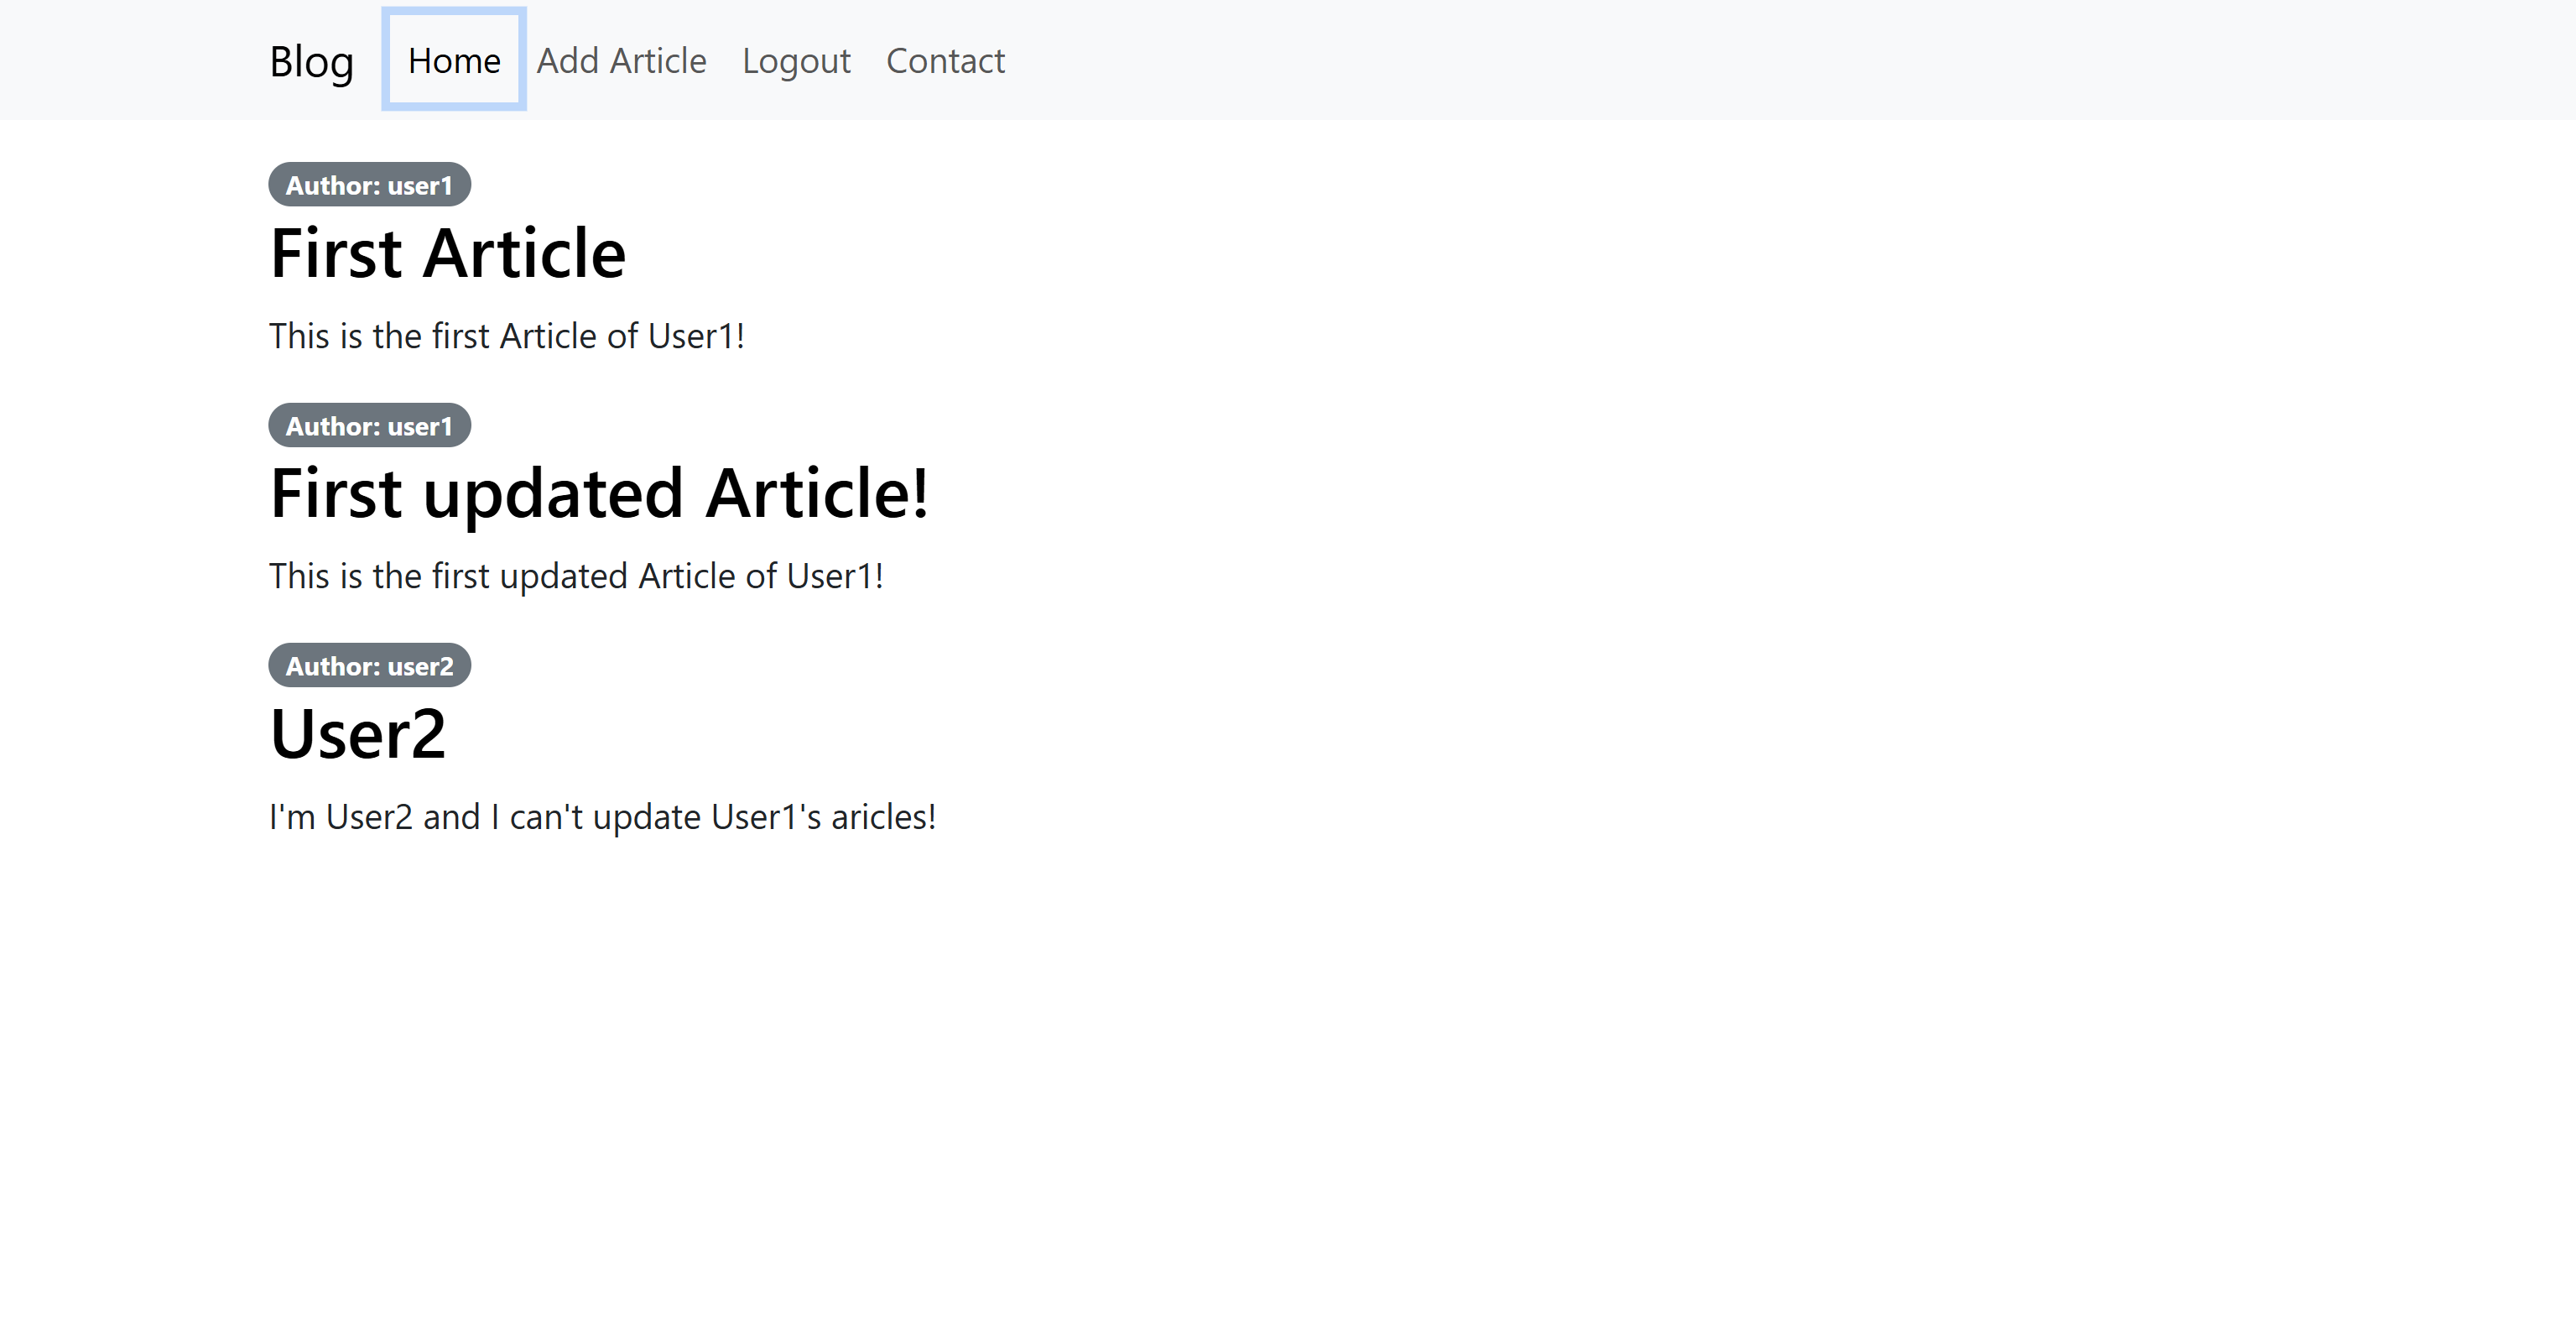 Blog Home Add Article Logout Contact
Author: user1
First Article
This is the first Article of User1!
Author: user1
First updated Article!
This is the first updated Article of User1!
Author: user2
User2
I'm User2 and I can't update User1's aricles!